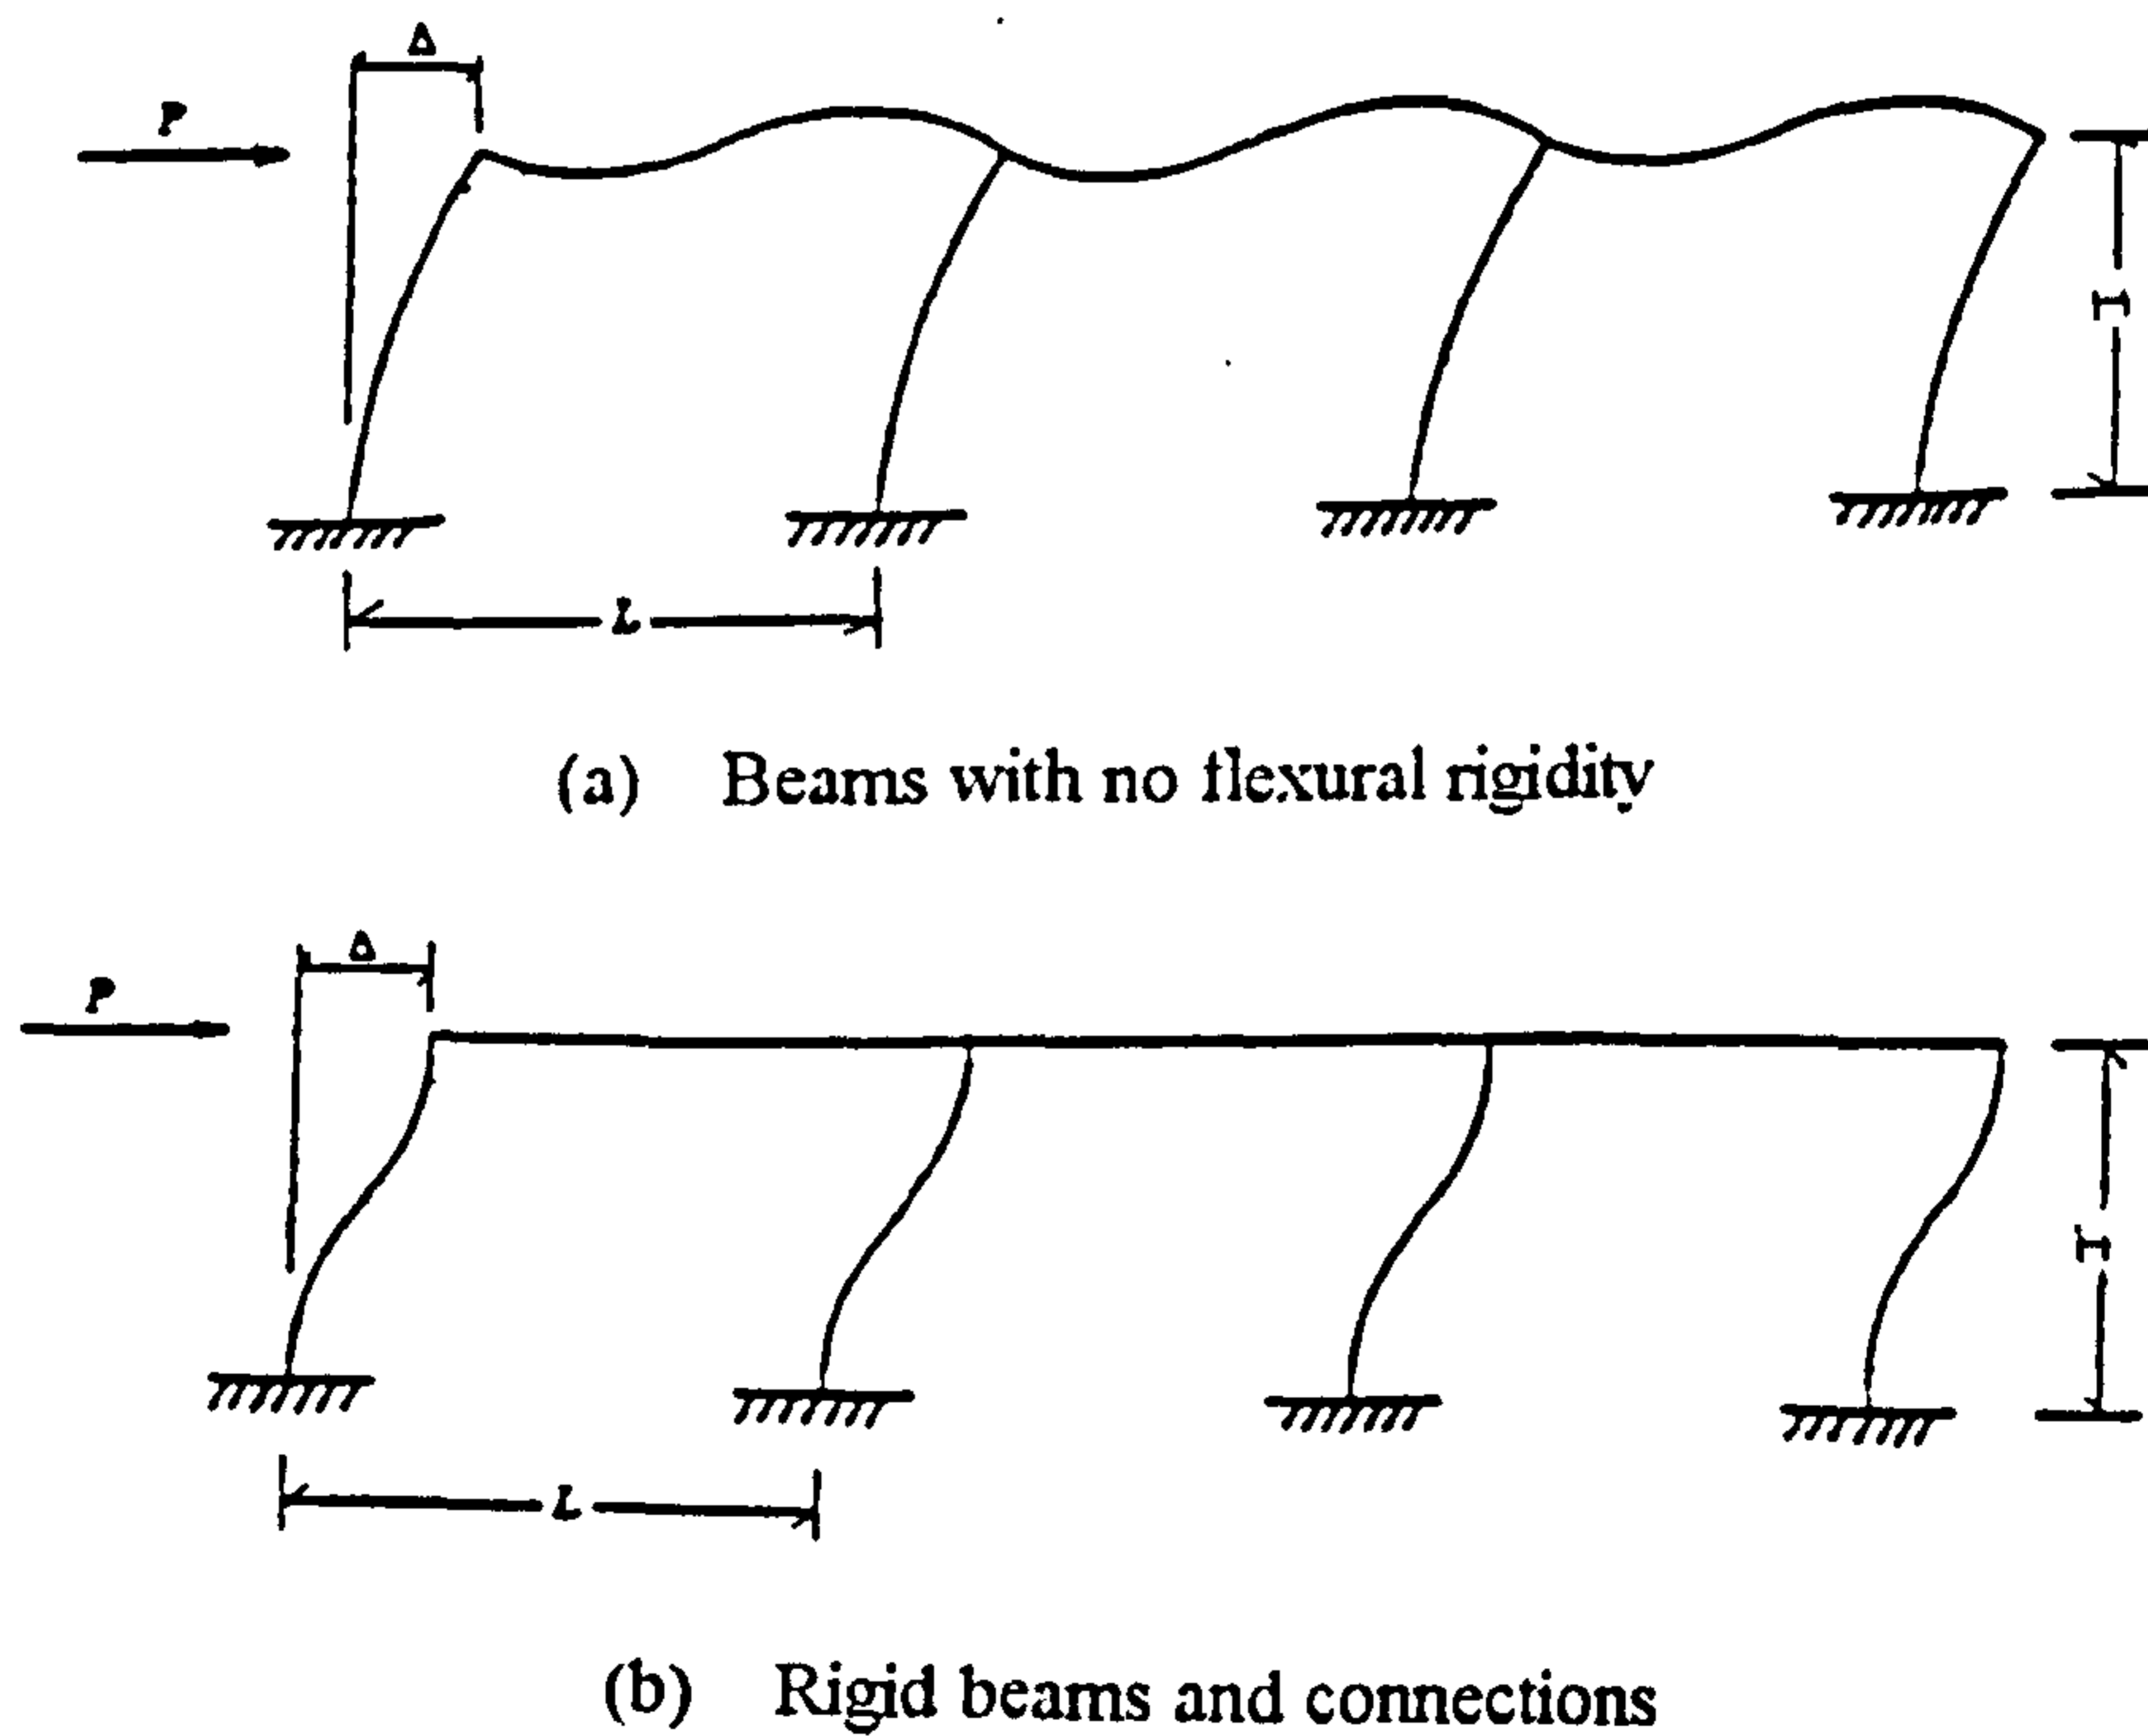 Δ
P
H
L
(a) Beams with no flexural rigidity
Δ
P
H
L
(b) Rigid beams and connections